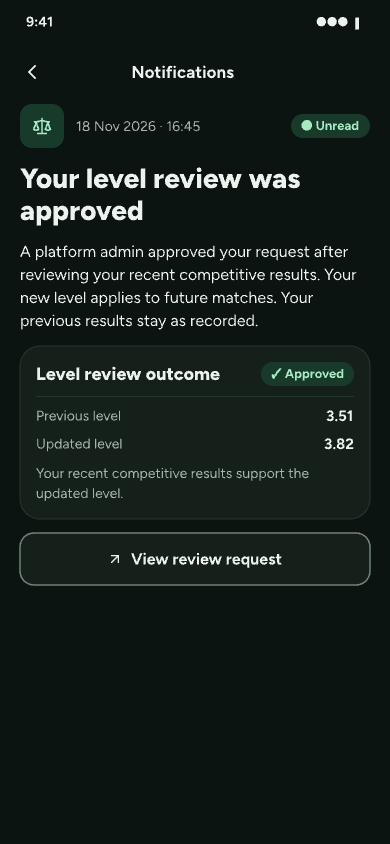 9:41
Notifications
18 Nov 2026 · 16:45
Unread
Your level review was
approved
A platform admin approved your request after
reviewing your recent competitive results. Your
new level applies to future matches. Your
previous results stay as recorded.
Level review outcome
✓ Approved
Previous level 3.51
Updated level 3.82
Your recent competitive results support the
updated level.
View review request